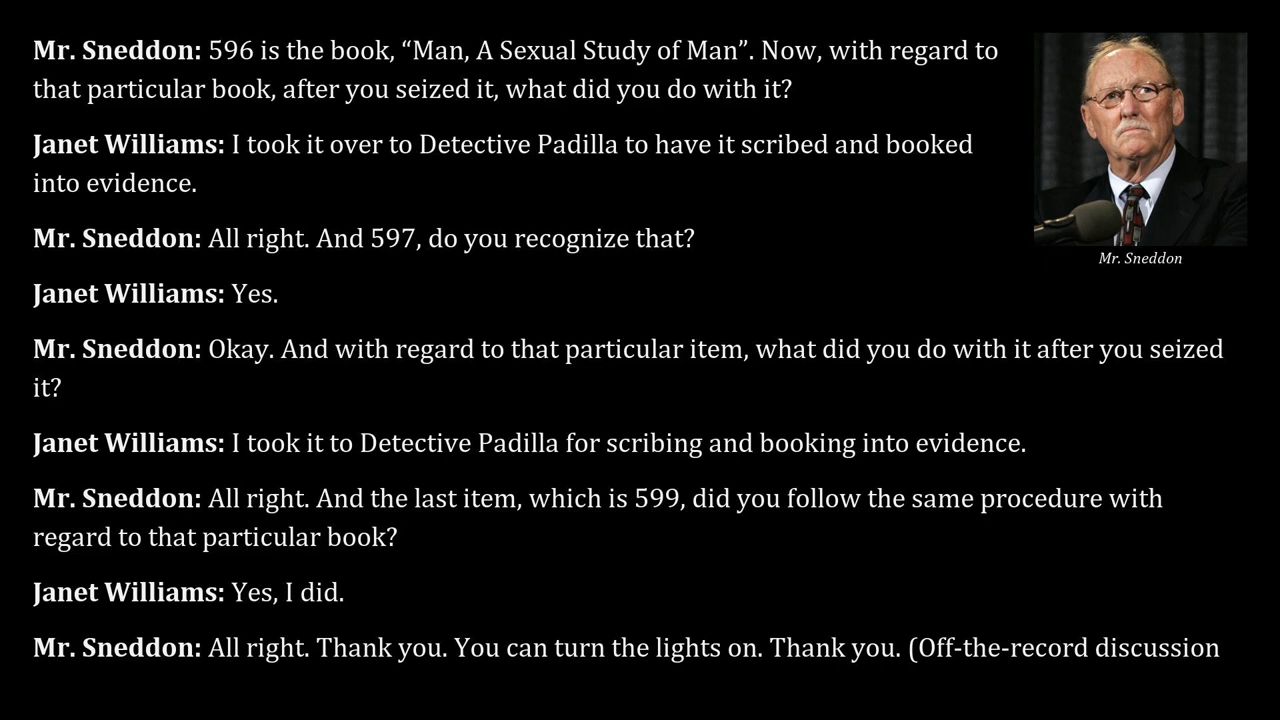 Mr. Sneddon: 596 is the book, “Man, A Sexual Study of Man”. Now, with regard to
that particular book, after you seized it, what did you do with it?
Janet Williams: I took it over to Detective Padilla to have it scribed and booked
into evidence.
Mr. Sneddon: All right. And 597, do you recognize that?
Mr. Sneddon
Janet Williams: Yes.
Mr. Sneddon: Okay. And with regard to that particular item, what did you do with it after you seized
it?
Janet Williams: I took it to Detective Padilla for scribing and booking into evidence.
Mr. Sneddon: All right. And the last item, which is 599, did you follow the same procedure with
regard to that particular book?
Janet Williams: Yes, I did.
Mr. Sneddon: All right. Thank you. You can turn the lights on. Thank you. (Off-the-record discussion